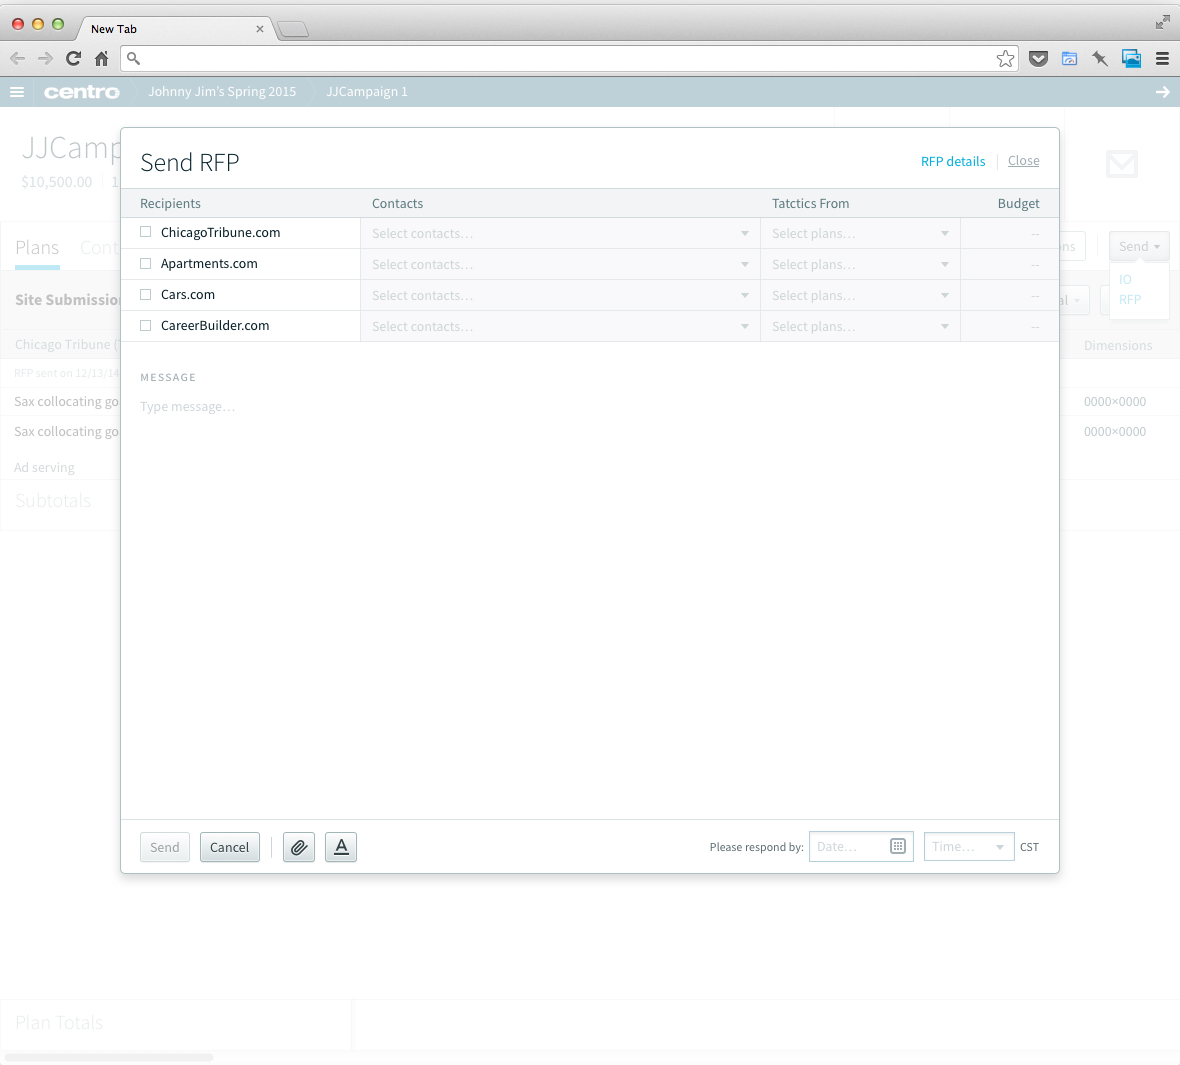 New Tab
centro Johnny Jim's Spring 2015 JJCampaign 1
JJCamp
$10,500.00
Send RFP RFP details Close
Recipients Contacts Tatctics From Budget
ChicagoTribune.com Select contacts... Select plans... --
Apartments.com Select contacts... Select plans... --
Cars.com Select contacts... Select plans... --
CareerBuilder.com Select contacts... Select plans... --
Plans Cont
Send
IO
RFP
Site Submissio
Chicago Tribune ( Dimensions
RFP sent on 12/13/14
Sax collocating go 0000×0000
Sax collocating go 0000×0000
Ad serving
Subtotals
MESSAGE
Type message...
Send Cancel A Please respond by: Date... Time... CST
Plan Totals